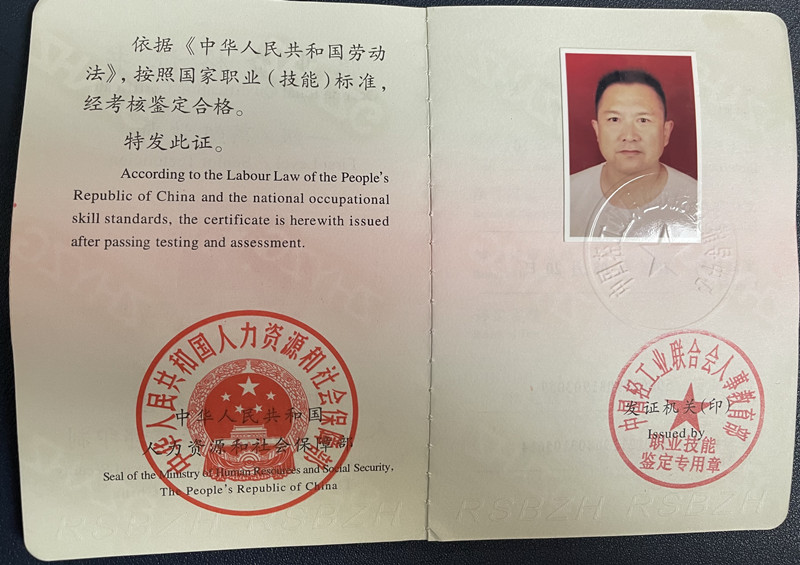 依据《中华人民共和国劳动
法》，按照国家职业（技能）标准，
经考核鉴定合格。
特发此证。
According to the Labour Law of the People's
Republic of China and the national occupational
skill standards, the certificate is herewith issued
after passing testing and assessment.
中华人民共和国人力资源和社会保障部
中华人民共和国
人力资源和社会保障部
Seal of the Ministry of Human Resources and Social Security,
The People's Republic of China
中国轻工业联合会人事教育部
发证机关(印)
Issued by
职业技能
鉴定专用章
RSBZH RSBZH